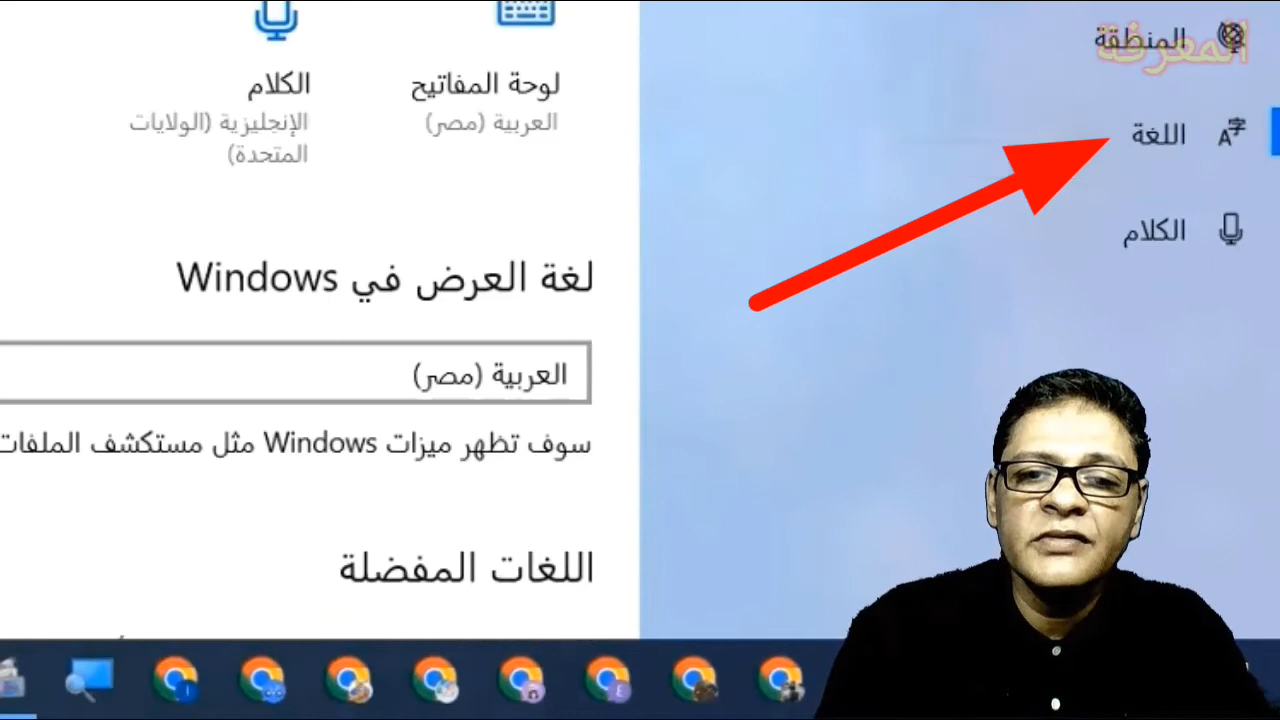 المنطقة
المعرفة
اللغة
الكلام
لوحة المفاتيح
العربية (مصر)
الكلام
الإنجليزية (الولايات
المتحدة)
لغة العرض في Windows
العربية (مصر)
سوف تظهر ميزات Windows مثل مستكشف الملفات
اللغات المفضلة